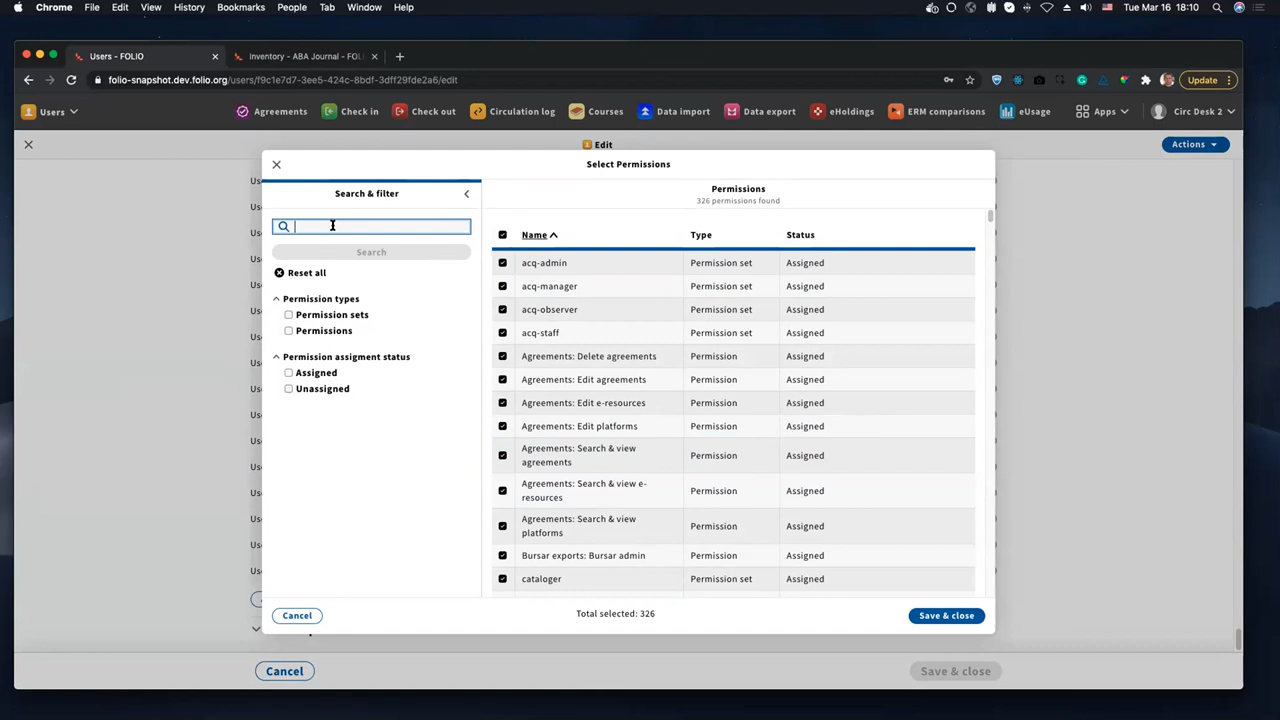 Chrome File Edit View History Bookmarks People Tab Window Help Tue Mar 16 18:10
Users - FOLIO Inventory - ABA Journal - FOL
folio-snapshot.dev.folio.org/users/f9c1e7d7-3ee5-424c-8bdf-3dff29fde2a6/edit Update
Users Agreements Check in Check out Circulation log Courses Data import Data export eHoldings ERM comparisons eUsage Apps Circ Desk 2
Edit Actions
Select Permissions
Search & filter
Permissions
326 permissions found
Search
Reset all
Permission types
Permission sets
Permissions
Permission assigment status
Assigned
Unassigned
Name Type Status
acq-admin Permission set Assigned
acq-manager Permission set Assigned
acq-observer Permission set Assigned
acq-staff Permission set Assigned
Agreements: Delete agreements Permission Assigned
Agreements: Edit agreements Permission Assigned
Agreements: Edit e-resources Permission Assigned
Agreements: Edit platforms Permission Assigned
Agreements: Search & view
agreements Permission Assigned
Agreements: Search & view e-
resources Permission Assigned
Agreements: Search & view
platforms Permission Assigned
Bursar exports: Bursar admin Permission Assigned
cataloger Permission set Assigned
Cancel Total selected: 326 Save & close
Cancel Save & close